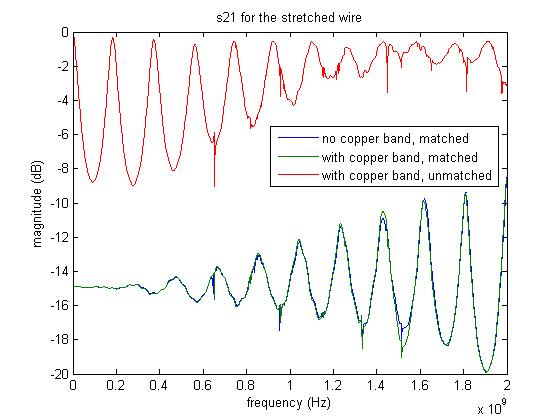 s21 for the stretched wire
magnitude (dB)
0
-2
-4
-6
-8
-10
-12
-14
-16
-18
-20
no copper band, matched
with copper band, matched
with copper band, unmatched
0 0.2 0.4 0.6 0.8 1 1.2 1.4 1.6 1.8 2
frequency (Hz)
x 10^9